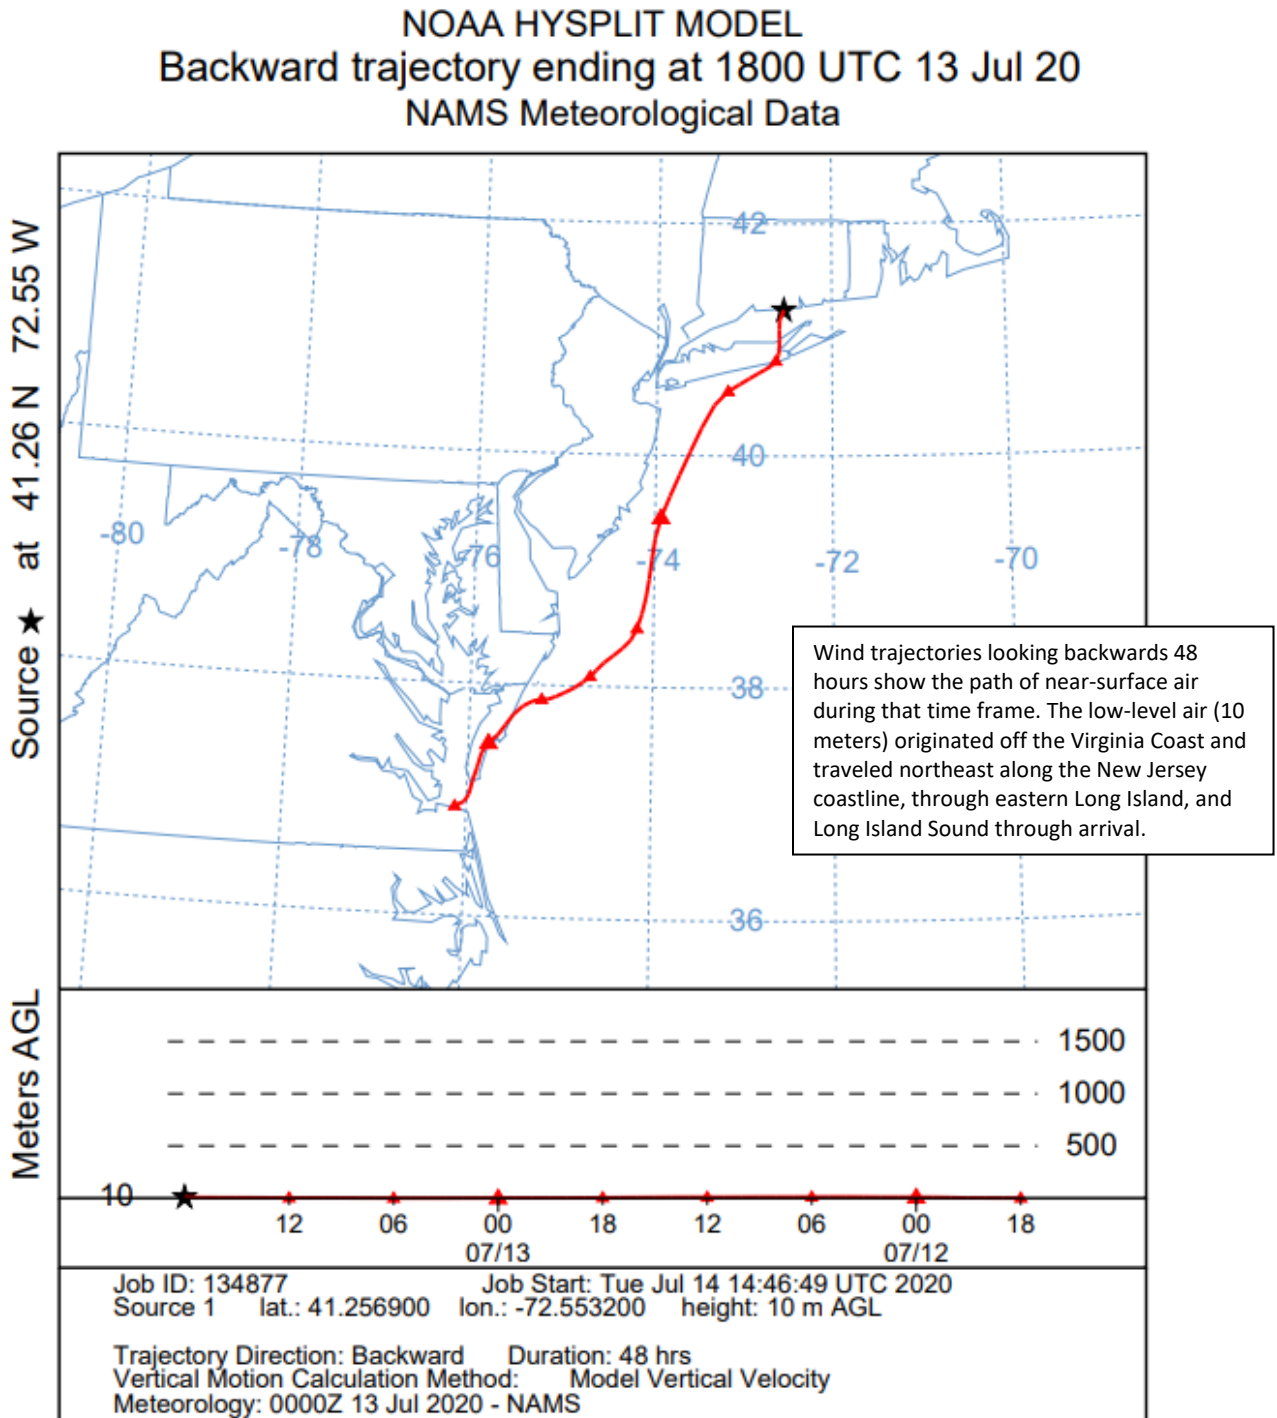 NOAA HYSPLIT MODEL
Backward trajectory ending at 1800 UTC 13 Jul 20
NAMS Meteorological Data
Source ★ at 41.26 N 72.55 W
42
40
-80
-78
-76
-74
-72
-70
38
36
Wind trajectories looking backwards 48
hours show the path of near-surface air
during that time frame. The low-level air (10
meters) originated off the Virginia Coast and
traveled northeast along the New Jersey
coastline, through eastern Long Island, and
Long Island Sound through arrival.
Meters AGL
1500
1000
500
10
12 06 00 18 12 06 00 18
07/13 07/12
Job ID: 134877 Job Start: Tue Jul 14 14:46:49 UTC 2020
Source 1 lat.: 41.256900 lon.: -72.553200 height: 10 m AGL
Trajectory Direction: Backward Duration: 48 hrs
Vertical Motion Calculation Method: Model Vertical Velocity
Meteorology: 0000Z 13 Jul 2020 - NAMS